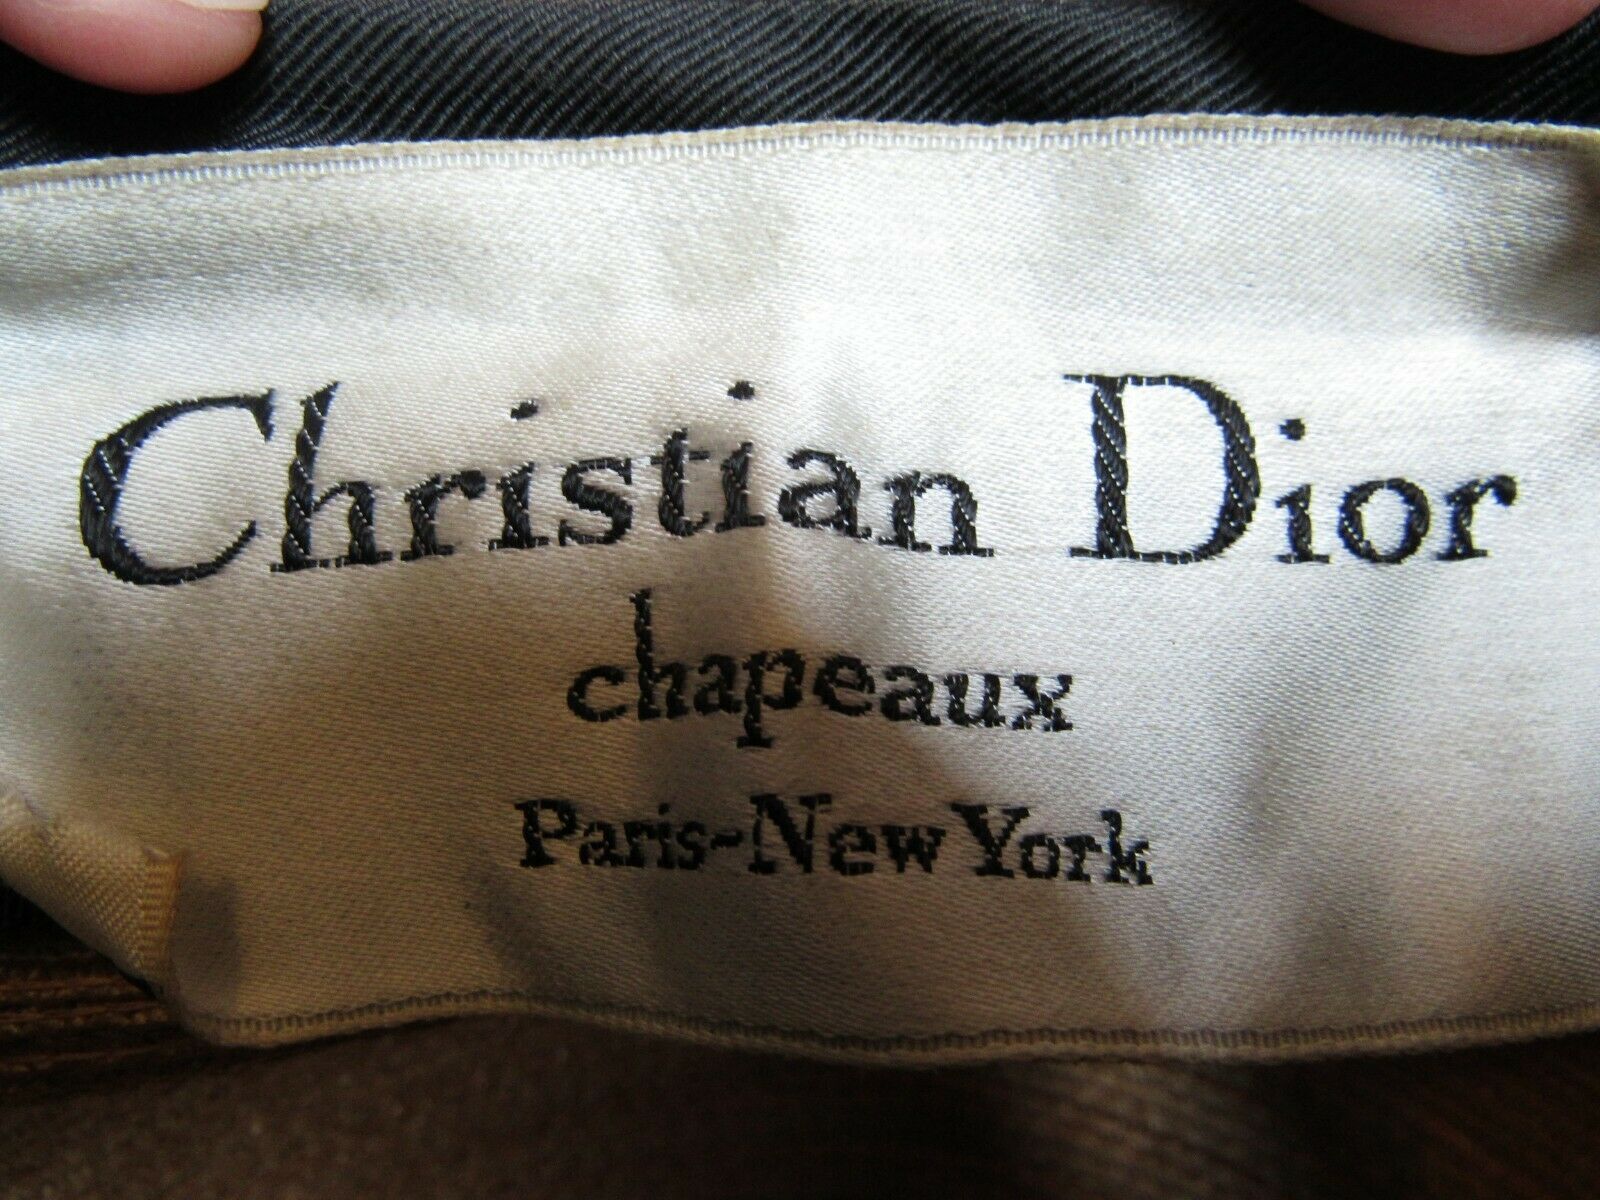 Christian Dior
chapeaux
Paris-New York